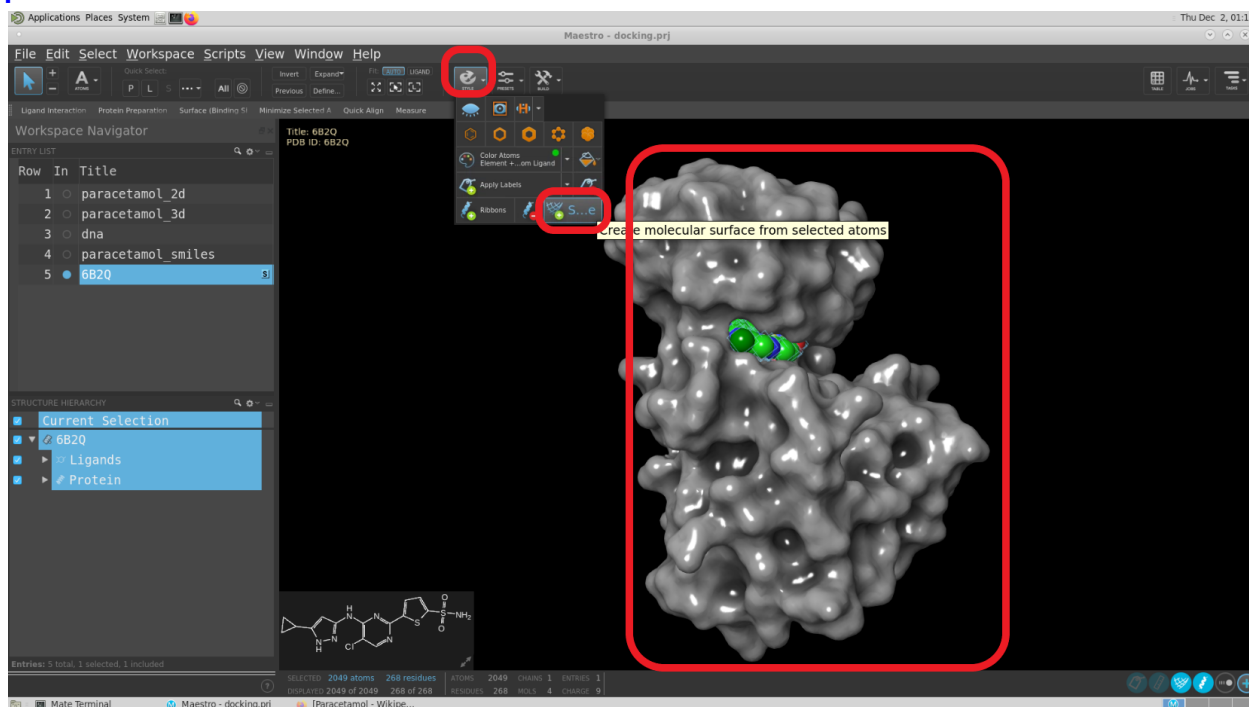 Applications Places System
Thu Dec 2, 01:1
Maestro - docking.prj
File Edit Select Workspace Scripts View Window Help
Quick Select:
Invert Expand
Fit: AUTO LIGAND
ATOMS
P L S All
Previous Define...
STYLE PRESETS BUILD
TABLE JOBS TASKS
Ligand Interaction Protein Preparation Surface (Binding S) Minimize Selected A Quick Align Measure
Workspace Navigator
ENTRY LIST
Row In Title
1 paracetamol_2d
2 paracetamol_3d
3 dna
4 paracetamol_smiles
5 6B2Q S
Title: 6B2Q
PDB ID: 6B2Q
Color Atoms
Element +...om Ligand
Apply Labels
Ribbons
S...e
Create molecular surface from selected atoms
STRUCTURE HIERARCHY
Current Selection
6B2Q
Ligands
Protein
H
N
N
O
S
NH2
O
S
N
N
H
Cl
N
Entries: 5 total, 1 selected, 1 included
SELECTED 2049 atoms 268 residues ATOMS 2049 CHAINS 1 ENTRIES 1
DISPLAYED 2049 of 2049 268 of 268 RESIDUES 268 MOLS 4 CHARGE 9
Mate Terminal
Maestro - docking.prj
[Paracetamol - Wikipe...